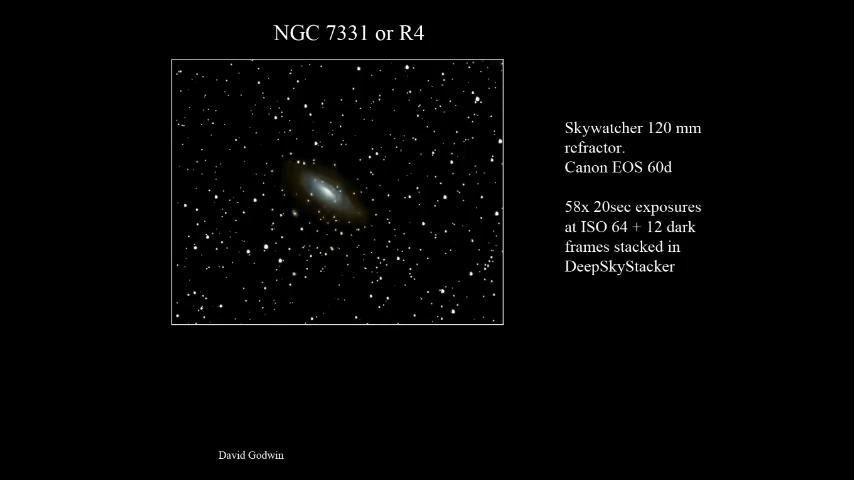 NGC 7331 or R4
Skywatcher 120 mm
refractor.
Canon EOS 60d
58x 20sec exposures
at ISO 64 + 12 dark
frames stacked in
DeepSkyStacker
David Godwin